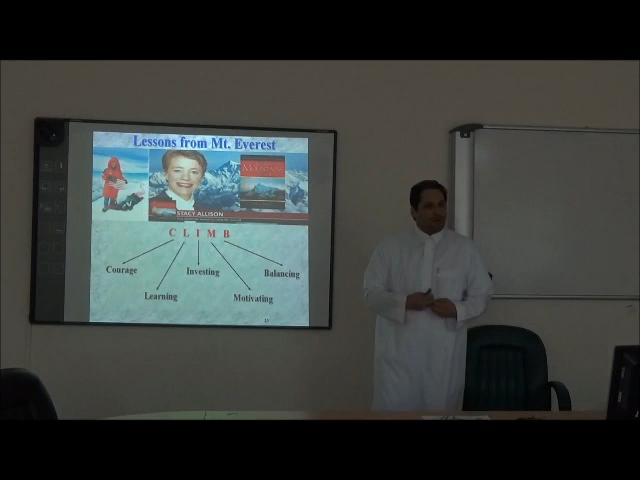 Lessons from Mt. Everest
STACY ALLISON
C L I M B
Courage
Investing
Balancing
Learning
Motivating